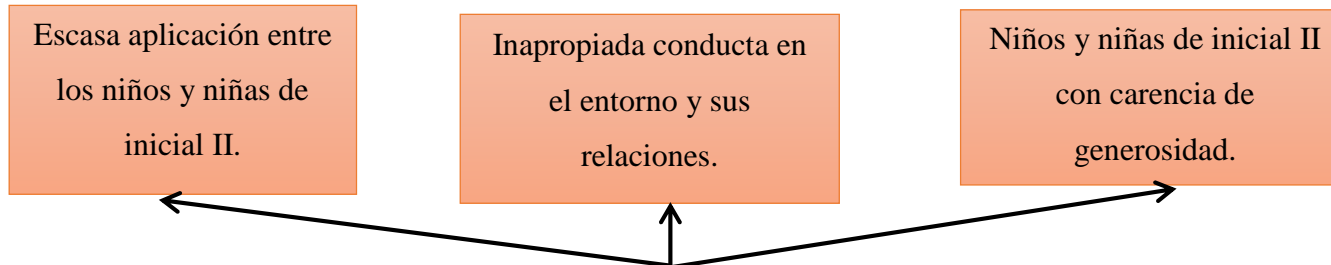 Escasa aplicación entre
los niños y niñas de
inicial II.
Inapropiada conducta en
el entorno y sus
relaciones.
Niños y niñas de inicial II
con carencia de
generosidad.